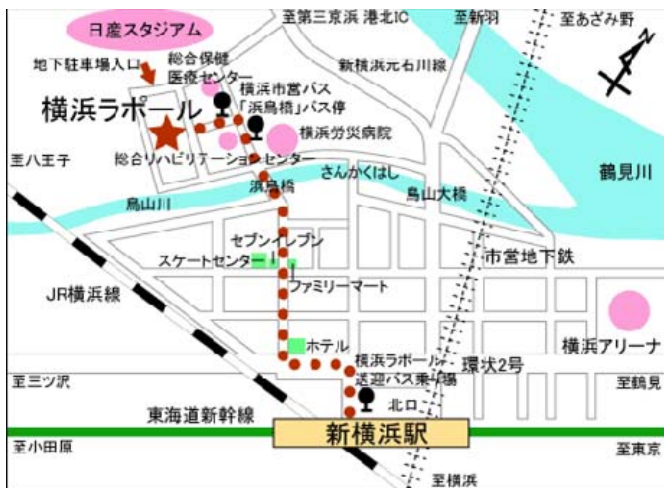 日産スタジアム
至第三京浜 港北IC
至新羽
至あざみ野
地下駐車場入口
総合保健
医療センター
新横浜元石川線
横浜市営バス
「浜鳥橋」バス停
横浜ラポール
横浜労災病院
至八王子
総合リハビリテーションセンター
さんかくはし
鶴見川
浜鳥橋
鳥山川
鳥山大橋
セブンイレブン
スケートセンター
市営地下鉄
ファミリーマート
JR横浜線
ホテル
横浜アリーナ
横浜ラポール
送迎バス乗り場
環状2号
至三ツ沢
至鶴見
北口
東海道新幹線
新横浜駅
至小田原
至東京
至横浜